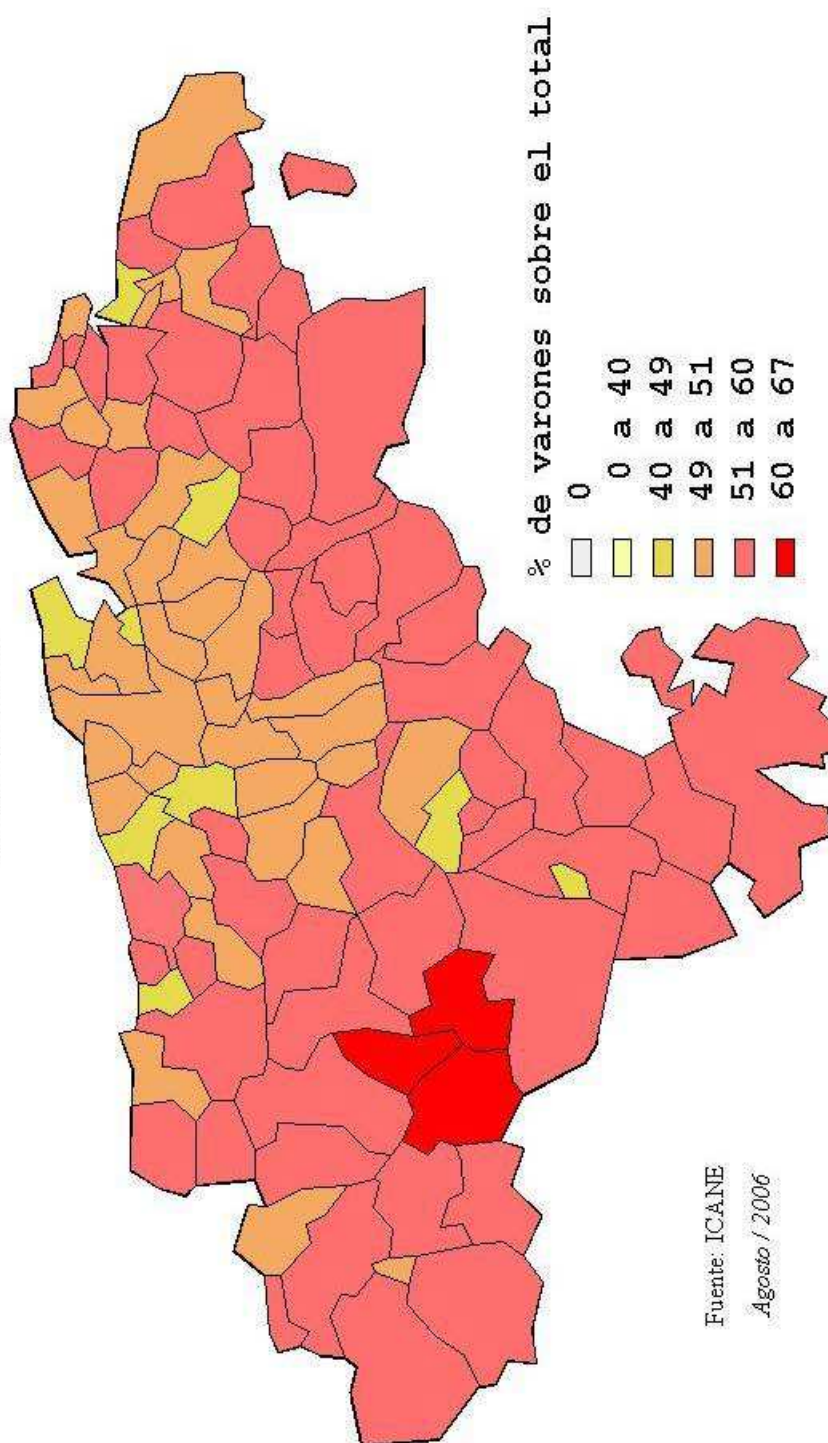 % de varones sobre el total
0
0 a 40
40 a 49
49 a 51
51 a 60
60 a 67
Fuente: ICANE
Agosto / 2006